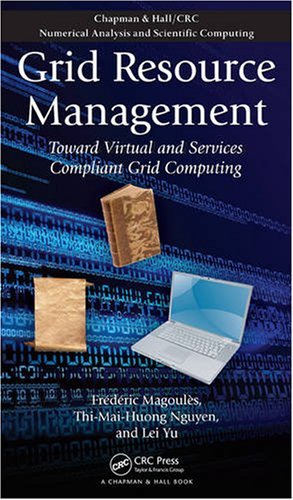 Chapman & Hall/CRC
Numerical Analysis and Scientific Computing
Grid Resource
Management
Toward Virtual and Services
Compliant Grid Computing
Frédéric Magoulès,
Thi-Mai-Huong Nguyen,
and Lei Yu
CRC
CRC Press
Taylor & Francis Group
A CHAPMAN & HALL BOOK